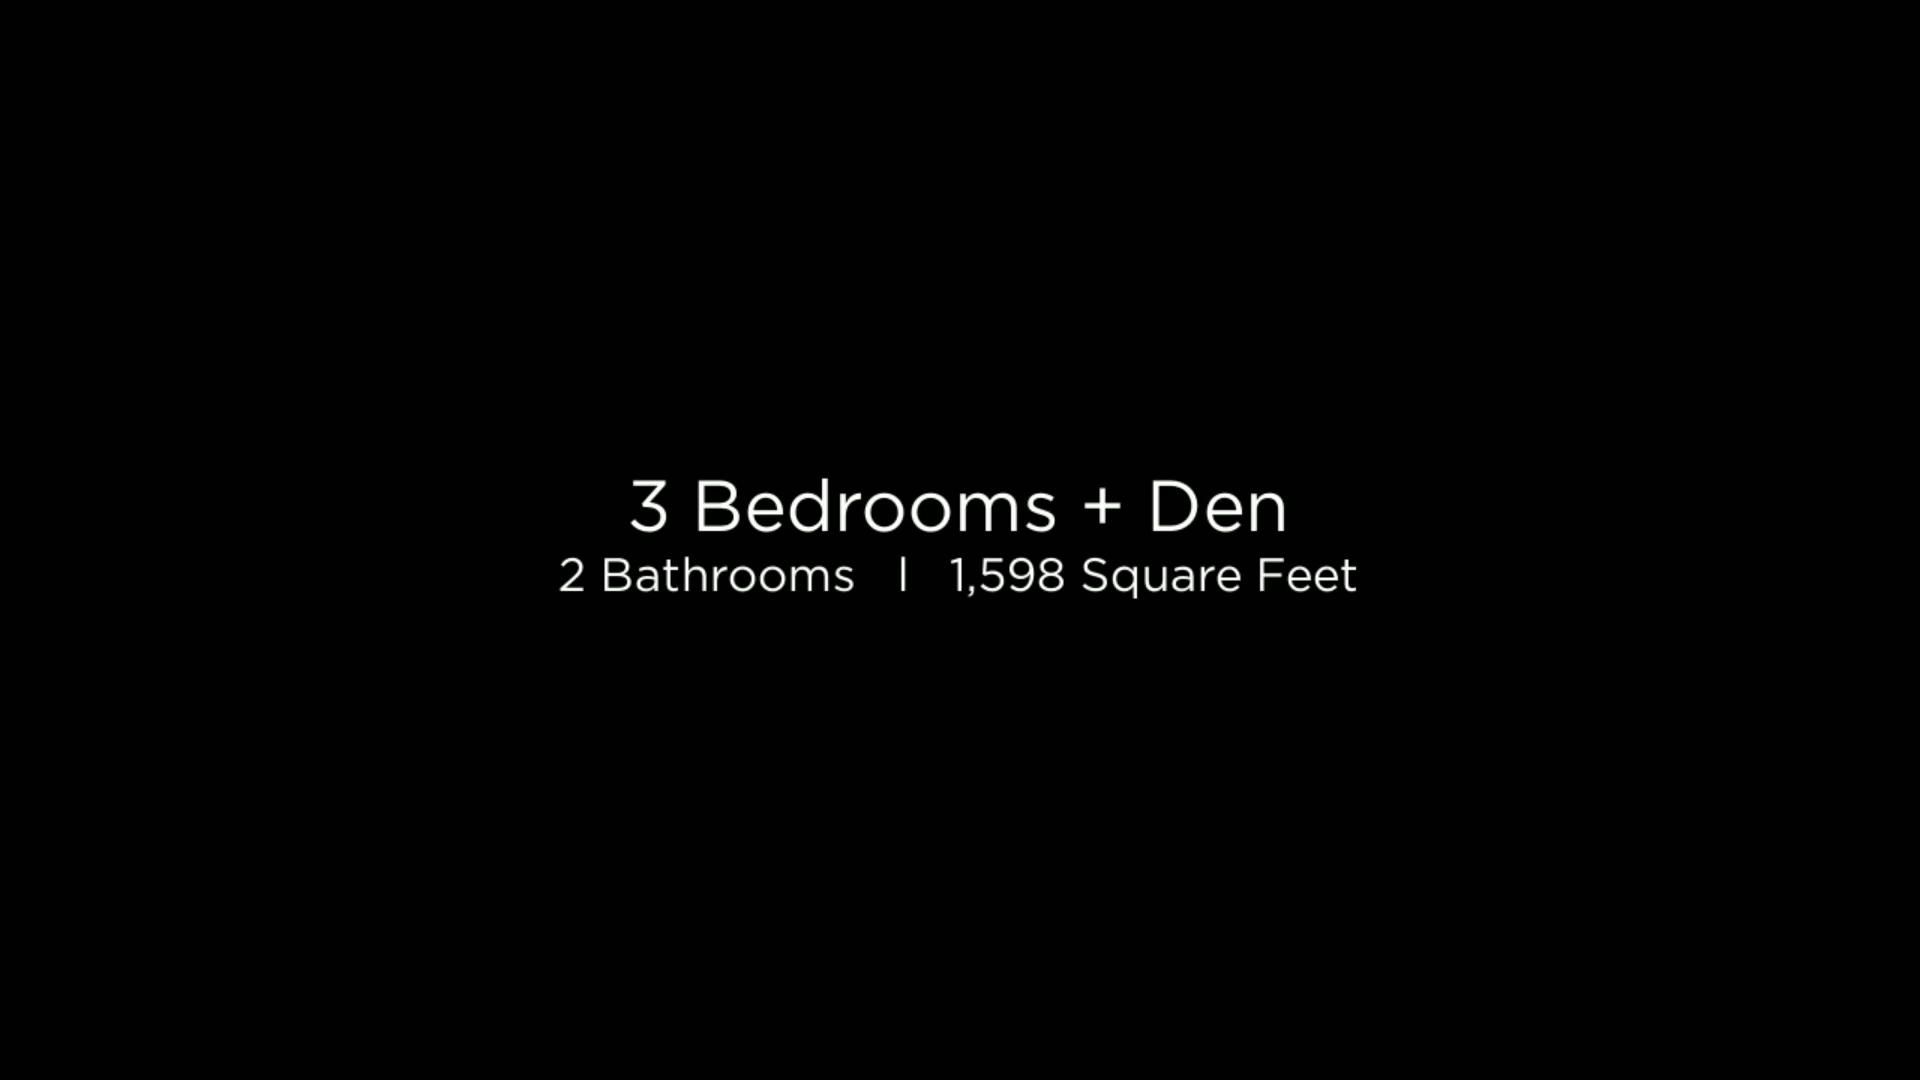 3 Bedrooms + Den
2 Bathrooms | 1,598 Square Feet